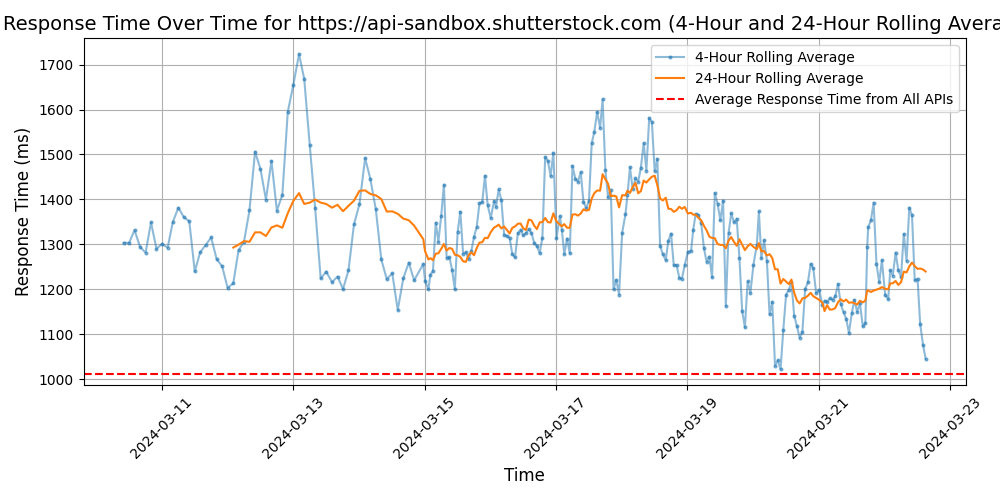 Response Time Over Time for https://api-sandbox.shutterstock.com (4-Hour and 24-Hour Rolling Avera
4-Hour Rolling Average
24-Hour Rolling Average
Average Response Time from All APIs
Response Time (ms)
1700
1600
1500
1400
1300
1200
1100
1000
2024-03-11
2024-03-13
2024-03-15
2024-03-17
2024-03-19
2024-03-21
2024-03-23
Time